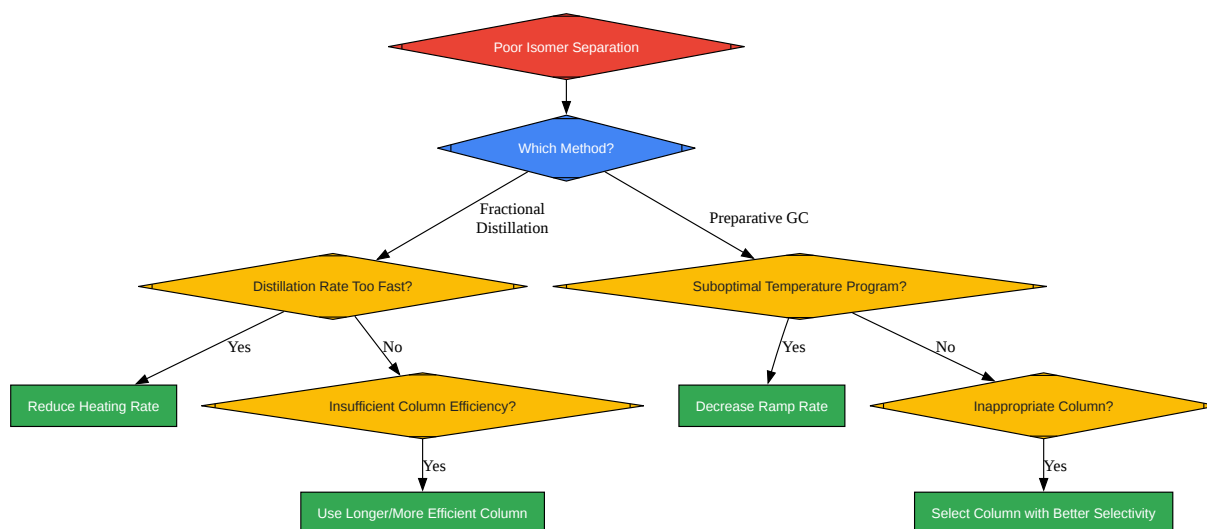 Poor Isomer Separation
Which Method?
Fractional
Distillation
Preparative GC
Distillation Rate Too Fast?
Suboptimal Temperature Program?
Yes
No
Yes
No
Reduce Heating Rate
Insufficient Column Efficiency?
Decrease Ramp Rate
Inappropriate Column?
Yes
Yes
Use Longer/More Efficient Column
Select Column with Better Selectivity